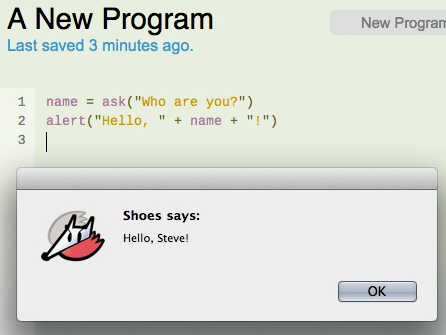 A New Program
New Program
Last saved 3 minutes ago.
1 name = ask("Who are you?")
2 alert("Hello, " + name + "!")
3
Shoes says:
Hello, Steve!
OK